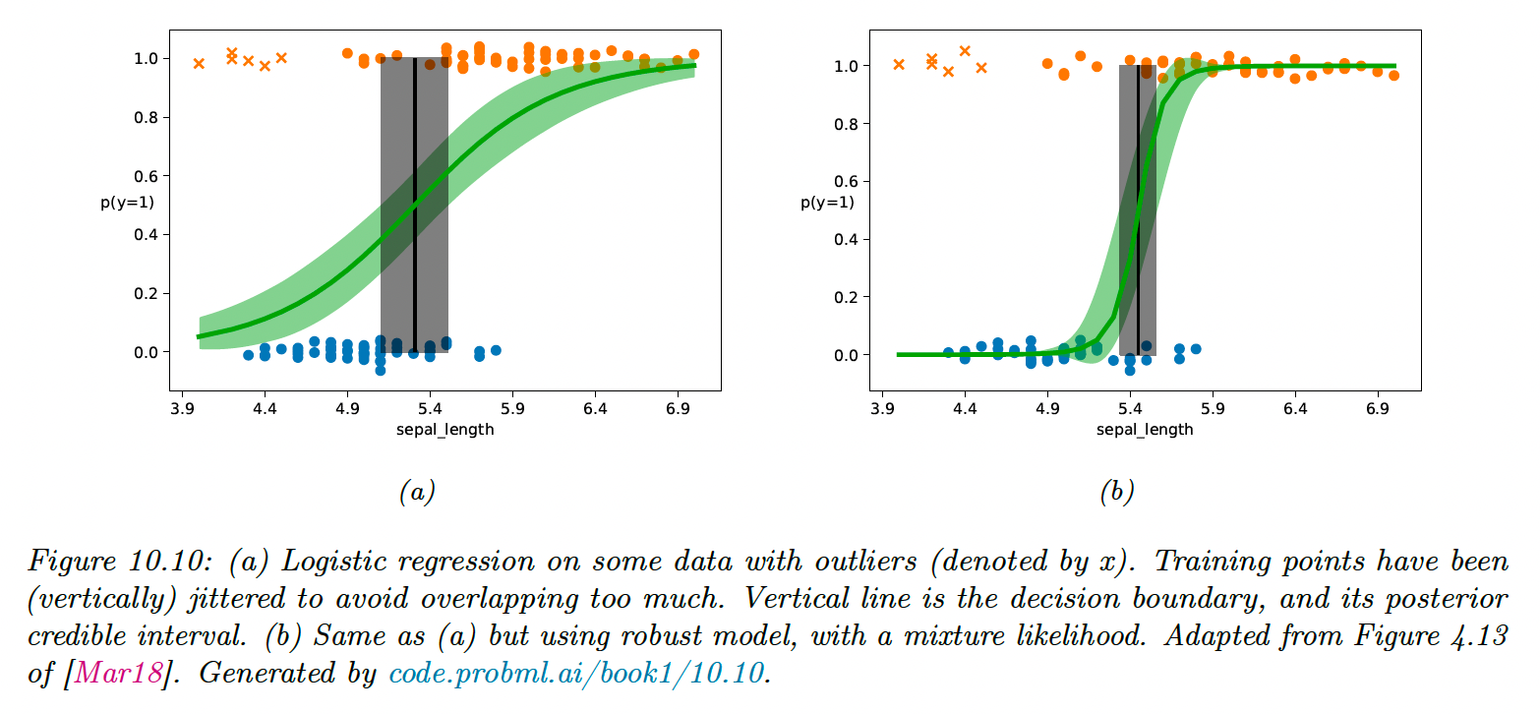 1.0
0.8
0.6
p(y=1)
0.4
0.2
0.0
3.9 4.4 4.9 5.4 5.9 6.4 6.9
sepal_length
(a)
1.0
0.8
0.6
p(y=1)
0.4
0.2
0.0
3.9 4.4 4.9 5.4 5.9 6.4 6.9
sepal_length
(b)
Figure 10.10: (a) Logistic regression on some data with outliers (denoted by x). Training points have been
(vertically) jittered to avoid overlapping too much. Vertical line is the decision boundary, and its posterior
credible interval. (b) Same as (a) but using robust model, with a mixture likelihood. Adapted from Figure 4.13
of [Mar18]. Generated by code.probml.ai/book1/10.10.